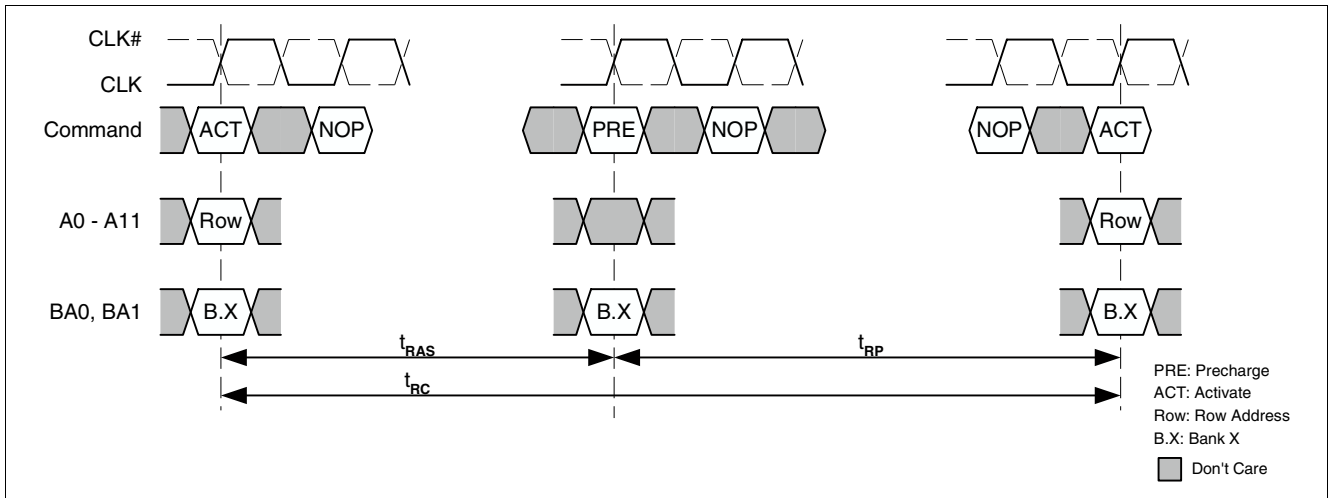 CLK#
CLK
Command ACT NOP PRE NOP NOP ACT
A0 - A11 Row Row
BA0, BA1 B.X B.X B.X
tRAS tRP
tRC
PRE: Precharge
ACT: Activate
Row: Row Address
B.X: Bank X
Don't Care